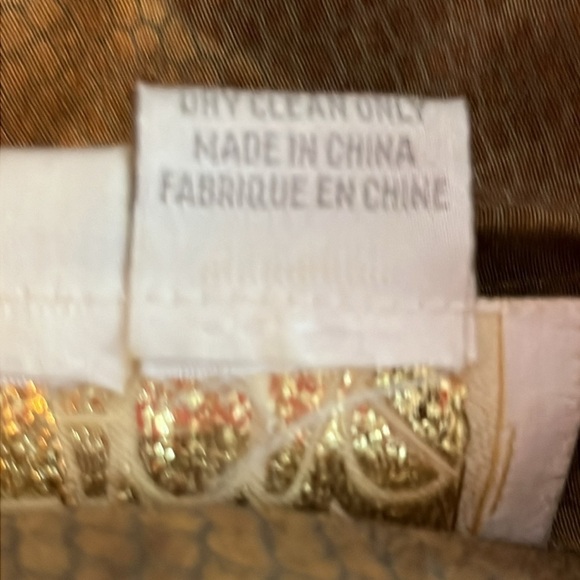 DRY CLEAN ONLY
MADE IN CHINA
FABRIQUE EN CHINE